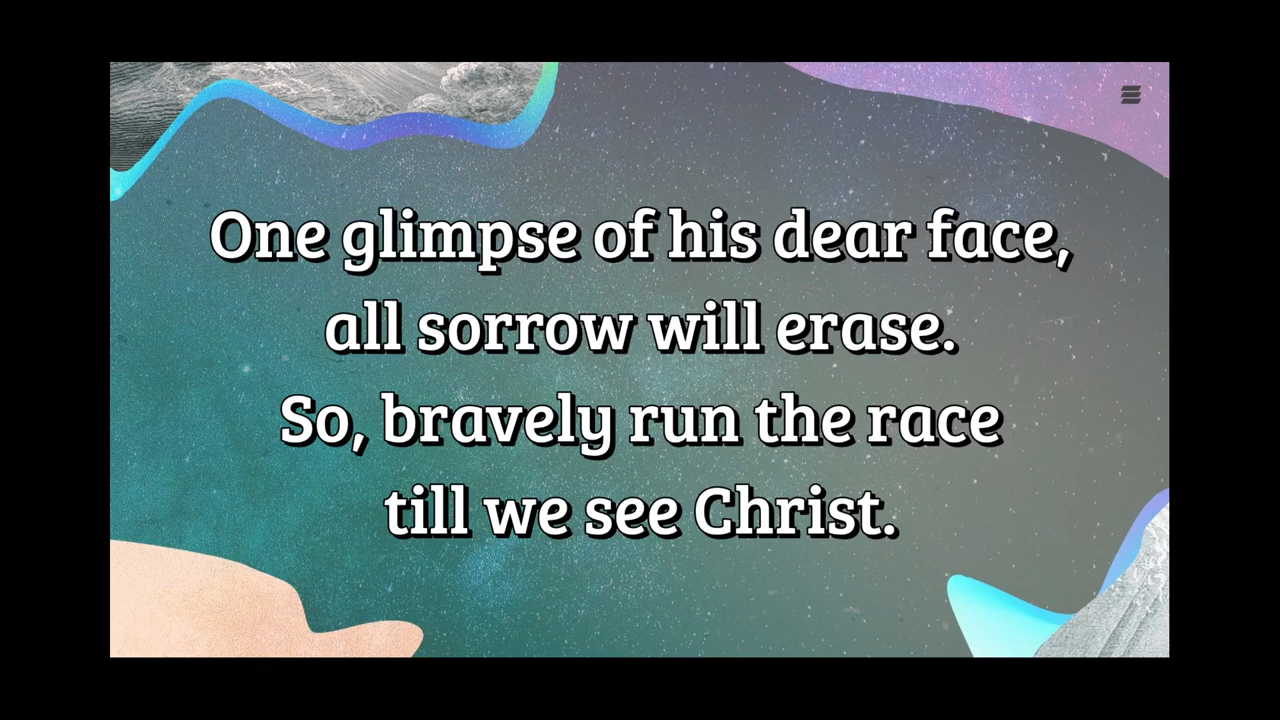 One glimpse of his dear face,
all sorrow will erase.
So, bravely run the race
till we see Christ.